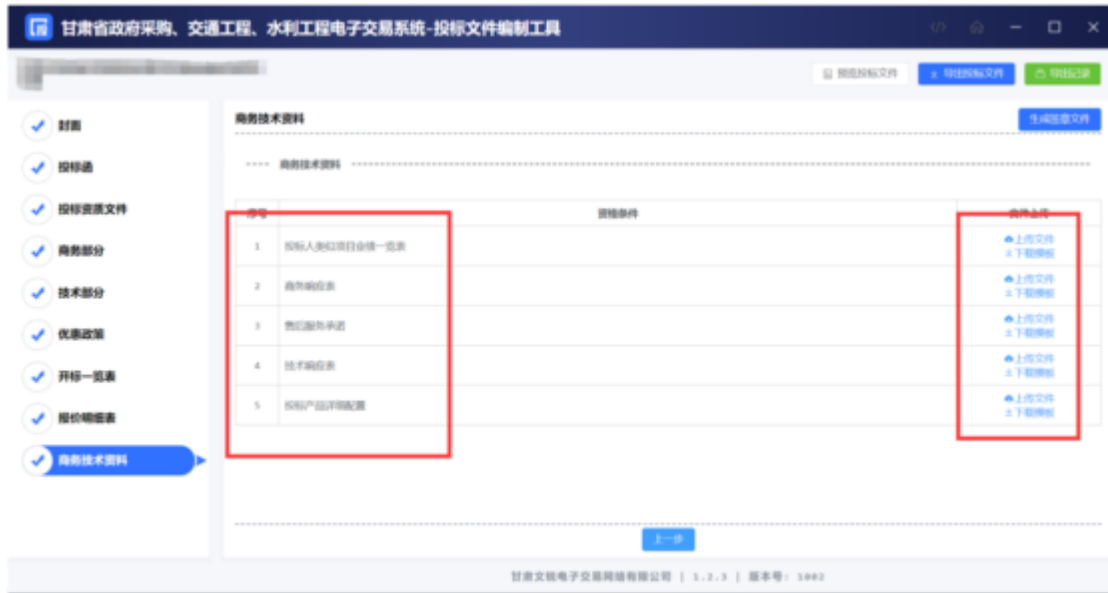 甘肃省政府采购、交通工程、水利工程电子交易系统-投标文件编制工具
预览投标文件 导出投标文件 导出记录
封面
投标函
投标资质文件
商务部分
技术部分
优惠政策
开标一览表
报价明细表
商务技术资料
商务技术资料 生成签章文件
商务技术资料
序号 资格条件 文件上传
1 投标人类似项目业绩一览表 上传文件
下载模板
2 商务响应表 上传文件
下载模板
3 售后服务承诺 上传文件
下载模板
4 技术响应表 上传文件
下载模板
5 投标产品详细配置 上传文件
下载模板
上一步
甘肃文锐电子交易网络有限公司 | 1.2.3 | 版本号: 1002